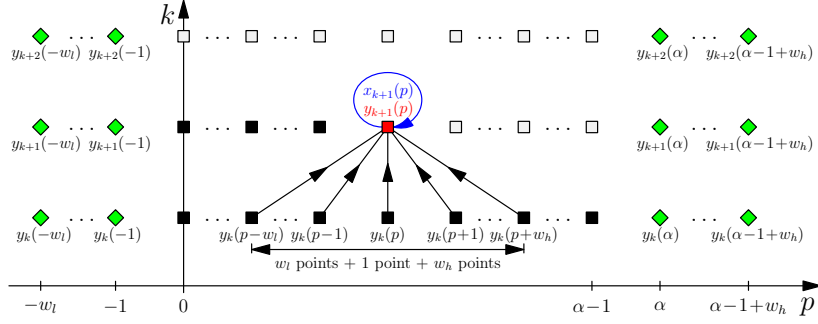 k
. . . . . . . . . . . . . . . . . .
y_{k+2}(-w_l) y_{k+2}(-1) y_{k+2}(α) y_{k+2}(α-1+w_h)
x_{k+1}(p)
y_{k+1}(p)
. . . . . . . . . . . . . . . . . .
y_{k+1}(-w_l) y_{k+1}(-1) y_{k+1}(α) y_{k+1}(α-1+w_h)
. . . . . . . . . . . . . . . . . .
y_k(-w_l) y_k(-1) y_k(p-w_l) y_k(p-1) y_k(p) y_k(p+1) y_k(p+w_h) y_k(α) y_k(α-1+w_h)
w_l points + 1 point + w_h points
-w_l -1 0 α-1 α α-1+w_h p